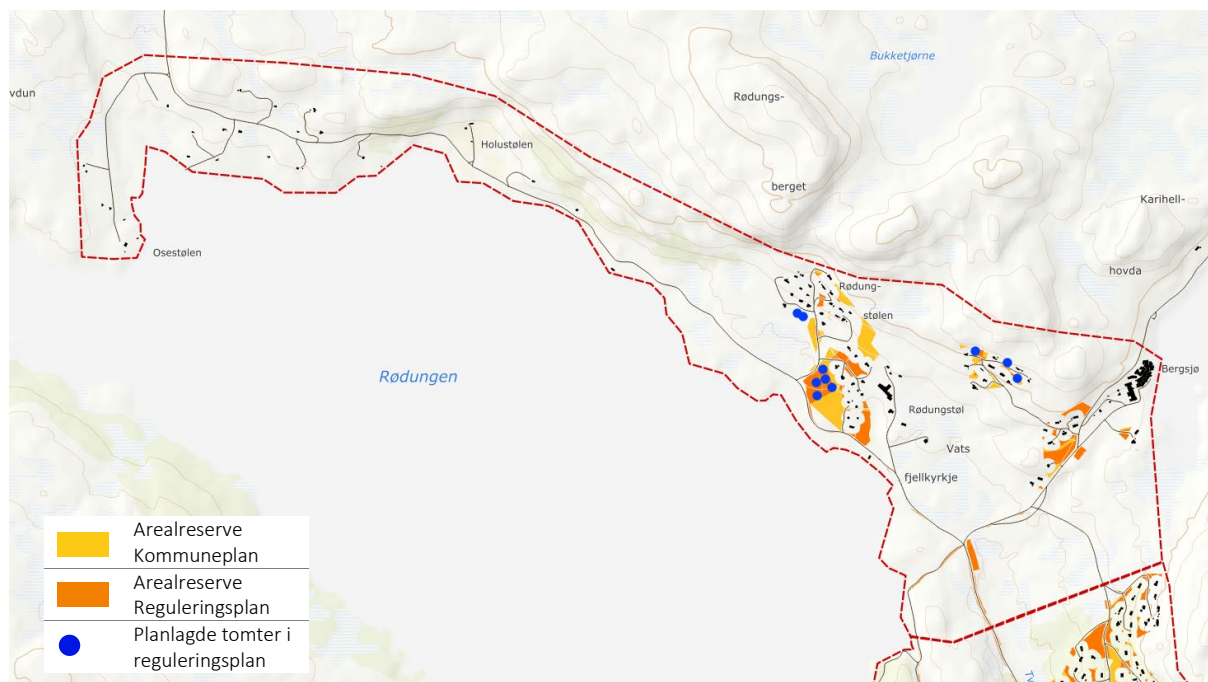 Bukketjørne
vdun
Rødungs-
berget
Holustølen
Karihell-
hovda
Osestølen
Rødung-
stølen
Bergsjø
Rødungen
Rødungstøl
Vats
fjellkyrkje
Arealreserve
Kommuneplan
Arealreserve
Reguleringsplan
Planlagde tomter i
reguleringsplan
Tv